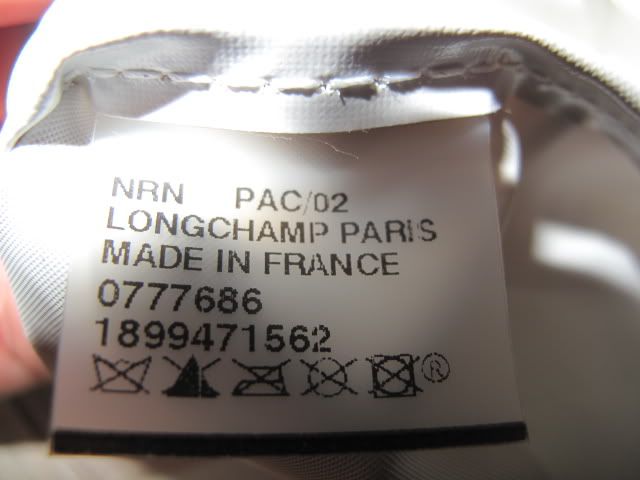 NRN PAC/02
LONGCHAMP PARIS
MADE IN FRANCE
0777686
1899471562
®